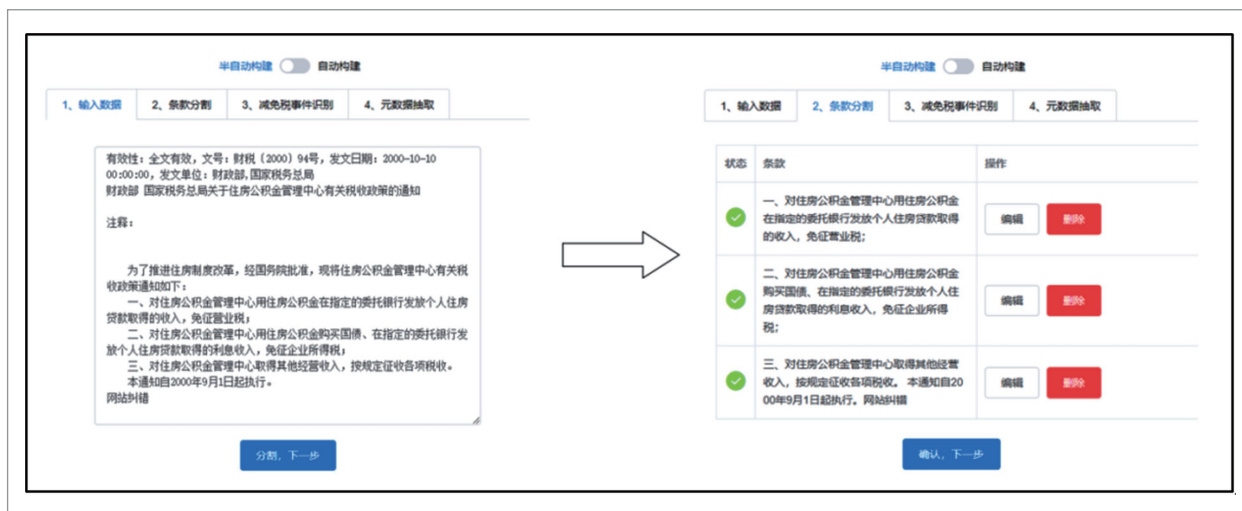 半自动构建 自动构建
1、输入数据 2、条款分割 3、减免税事件识别 4、元数据抽取
有效性: 全文有效, 文号: 财税〔2000〕94号, 发文日期: 2000-10-10
00:00:00, 发文单位: 财政部,国家税务总局
财政部 国家税务总局关于住房公积金管理中心有关税收政策的通知
注释:
为了推进住房制度改革, 经国务院批准, 现将住房公积金管理中心有关税
收政策通知如下:
一、对住房公积金管理中心用住房公积金在指定的委托银行发放个人住房
贷款取得的收入, 免征营业税;
二、对住房公积金管理中心用住房公积金购买国债、在指定的委托银行发
放个人住房贷款取得的利息收入, 免征企业所得税;
三、对住房公积金管理中心取得其他经营收入, 按规定征收各项税收。
本通知自2000年9月1日起执行。
网站纠错
分割, 下一步
半自动构建 自动构建
1、输入数据 2、条款分割 3、减免税事件识别 4、元数据抽取
状态 条款 操作
一、对住房公积金管理中心用住房公积金
在指定的委托银行发放个人住房贷款取得
的收入, 免征营业税;
编辑 删除
二、对住房公积金管理中心用住房公积金
购买国债、在指定的委托银行发放个人住
房贷款取得的利息收入, 免征企业所得
税;
编辑 删除
三、对住房公积金管理中心取得其他经营
收入, 按规定征收各项税收。 本通知自20
00年9月1日起执行。网站纠错
编辑 删除
确认, 下一步